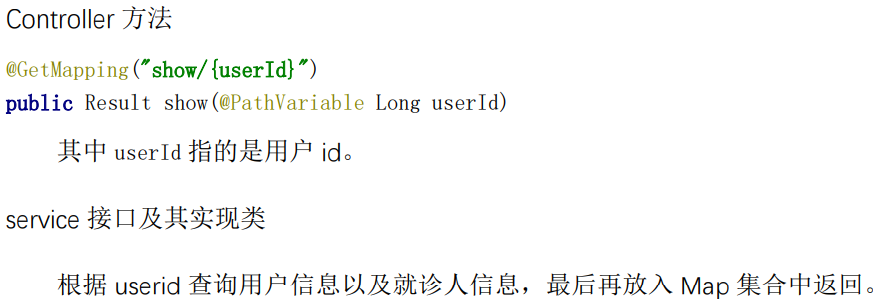 Controller 方法
@GetMapping("show/{userId}")
public Result show(@PathVariable Long userId)
其中 userId 指的是用户 id。
service 接口及其实现类
根据 userid 查询用户信息以及就诊人信息，最后再放入 Map 集合中返回。